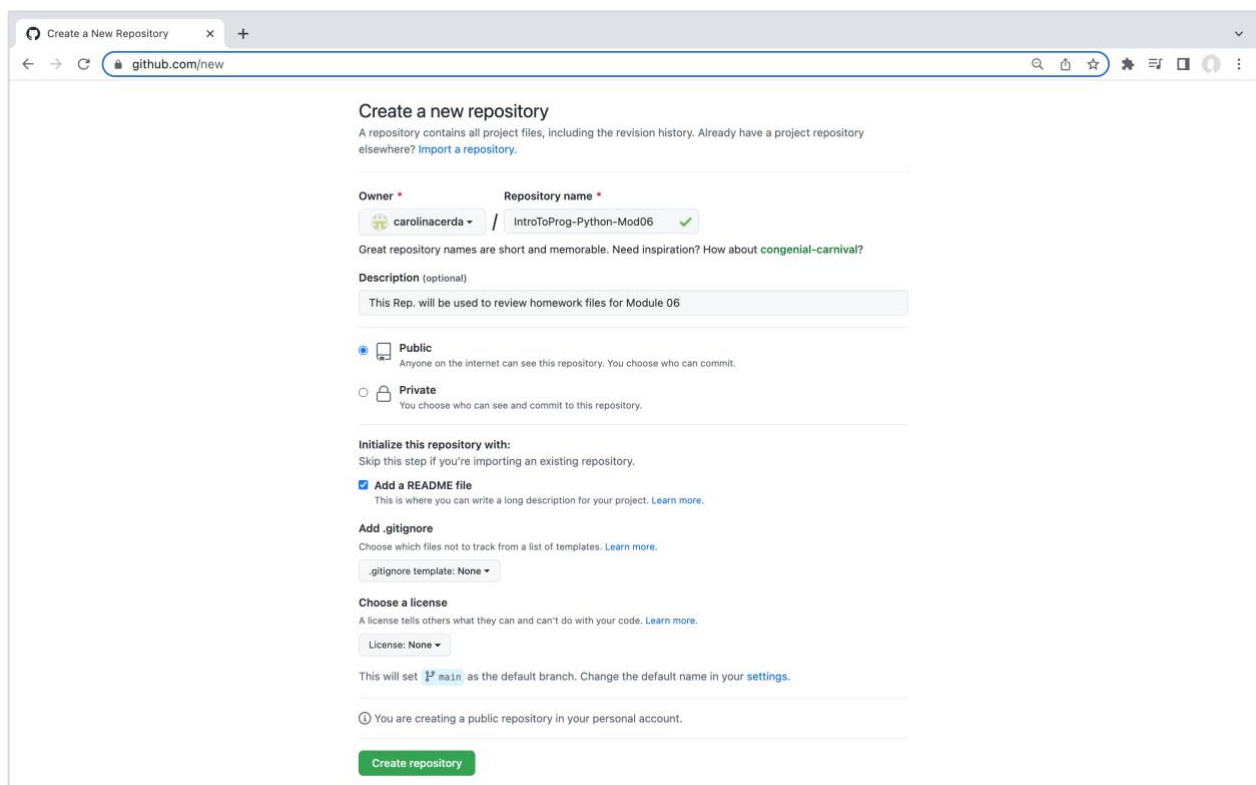 Create a New Repository
github.com/new
Create a new repository
A repository contains all project files, including the revision history. Already have a project repository
elsewhere? Import a repository.
Owner * Repository name *
carolinacerda / IntroToProg-Python-Mod06
Great repository names are short and memorable. Need inspiration? How about congenial-carnival?
Description (optional)
This Rep. will be used to review homework files for Module 06
Public
Anyone on the internet can see this repository. You choose who can commit.
Private
You choose who can see and commit to this repository.
Initialize this repository with:
Skip this step if you're importing an existing repository.
Add a README file
This is where you can write a long description for your project. Learn more.
Add .gitignore
Choose which files not to track from a list of templates. Learn more.
.gitignore template: None
Choose a license
A license tells others what they can and can't do with your code. Learn more.
License: None
This will set main as the default branch. Change the default name in your settings.
You are creating a public repository in your personal account.
Create repository